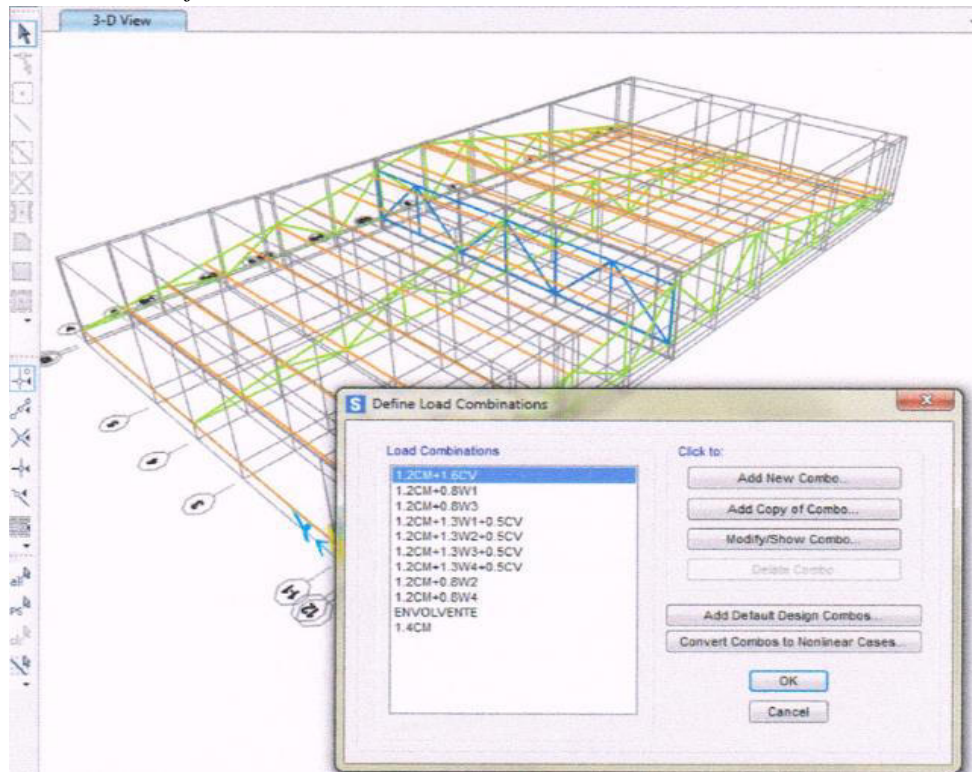 3-D View
Define Load Combinations
Load Combinations
1.2CM+1.6CV
1.2CM+0.8W1
1.2CM+0.8W3
1.2CM+1.3W1+0.5CV
1.2CM+1.3W2+0.5CV
1.2CM+1.3W3+0.5CV
1.2CM+1.3W4+0.5CV
1.2CM+0.8W2
1.2CM+0.8W4
ENVOLVENTE
1.4CM
Click to:
Add New Combo...
Add Copy of Combo...
Modify/Show Combo...
Delete Combo
Add Default Design Combos...
Convert Combos to Nonlinear Cases...
OK
Cancel